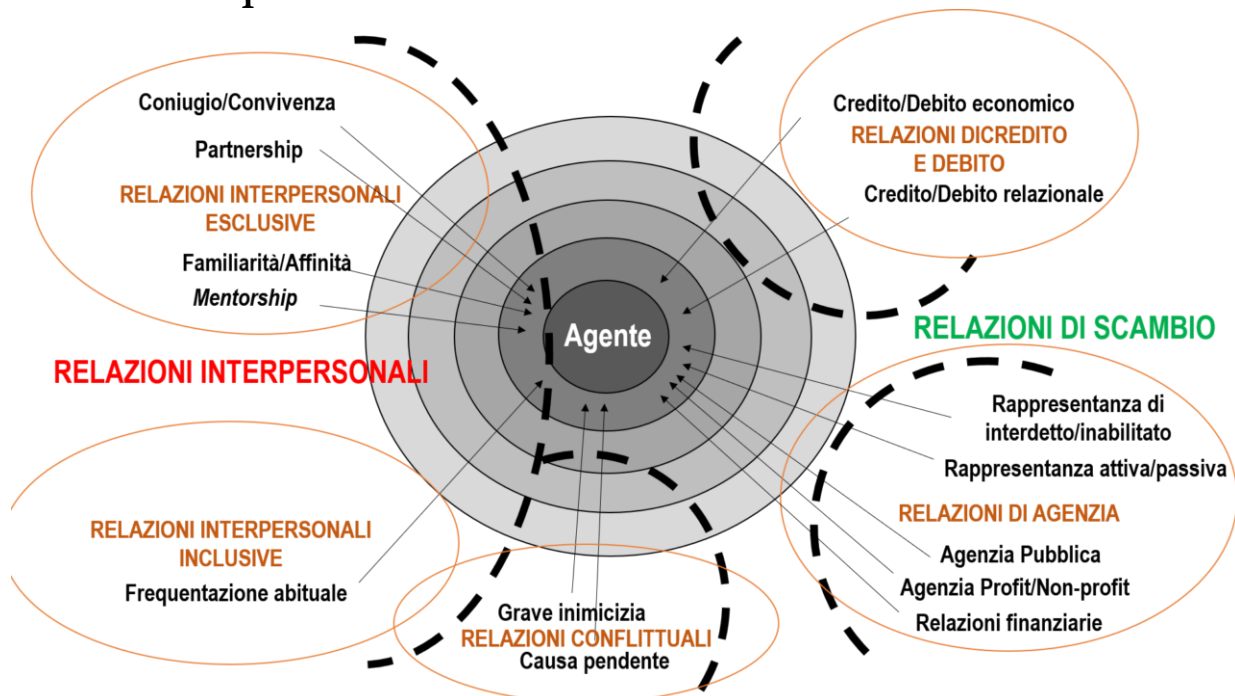 Coniugio/Convivenza
Partnership
RELAZIONI INTERPERSONALI
ESCLUSIVE
Familiarità/Affinità
Mentorship
RELAZIONI INTERPERSONALI
RELAZIONI INTERPERSONALI
INCLUSIVE
Frequentazione abituale
Agente
Grave inimicizia
RELAZIONI CONFLITTUALI
Causa pendente
Credito/Debito economico
RELAZIONI DICREDITO
E DEBITO
Credito/Debito relazionale
RELAZIONI DI SCAMBIO
Rappresentanza di
interdetto/inabilitato
Rappresentanza attiva/passiva
RELAZIONI DI AGENZIA
Agenzia Pubblica
Agenzia Profit/Non-profit
Relazioni finanziarie